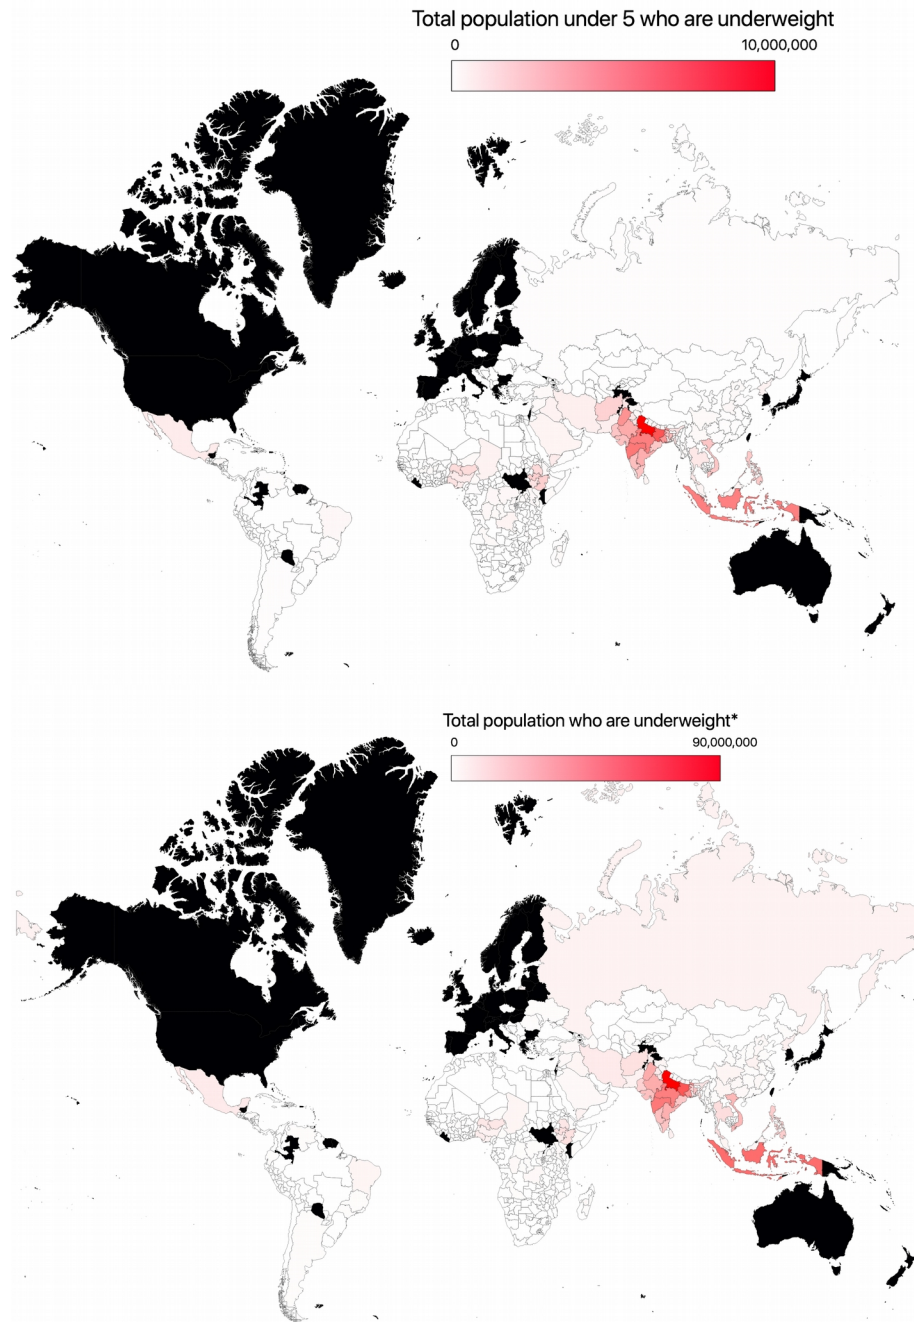 Total population under 5 who are underweight
0 10,000,000
Total population who are underweight*
0 90,000,000